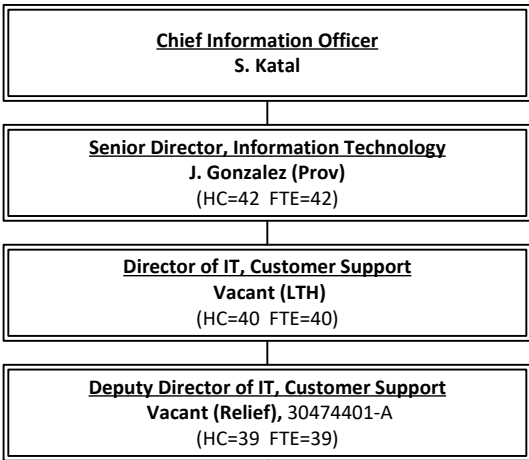 Chief Information Officer
S. Katal
Senior Director, Information Technology
J. Gonzalez (Prov)
(HC=42 FTE=42)
Director of IT, Customer Support
Vacant (LTH)
(HC=40 FTE=40)
Deputy Director of IT, Customer Support
Vacant (Relief), 30474401-A
(HC=39 FTE=39)